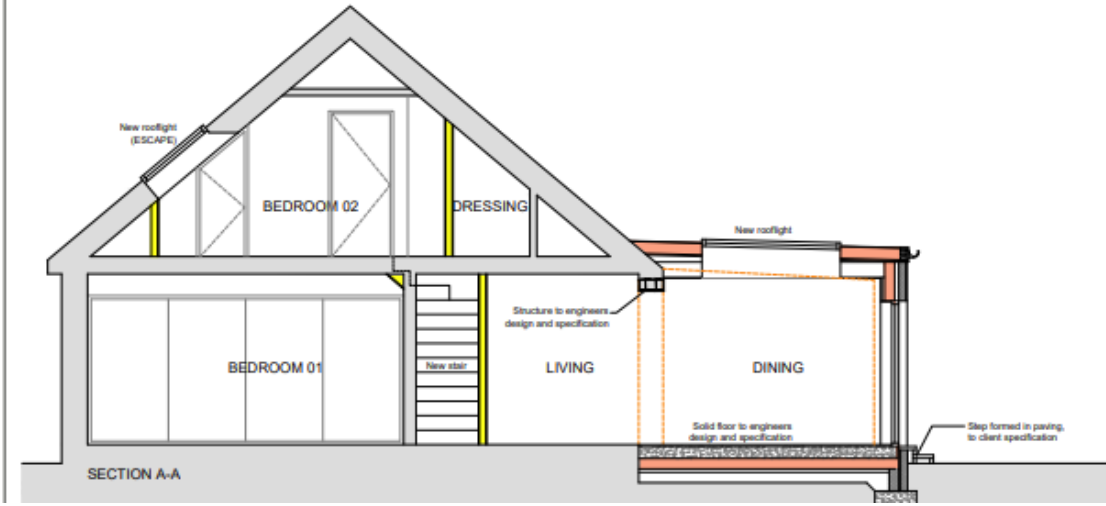 New rooflight
(ESCAPE)
BEDROOM 02
DRESSING
New rooflight
Structure to engineers
design and specification
BEDROOM 01
New stair
LIVING
DINING
Solid floor to engineers
design and specification
Step formed in paving,
to client specification
SECTION A-A